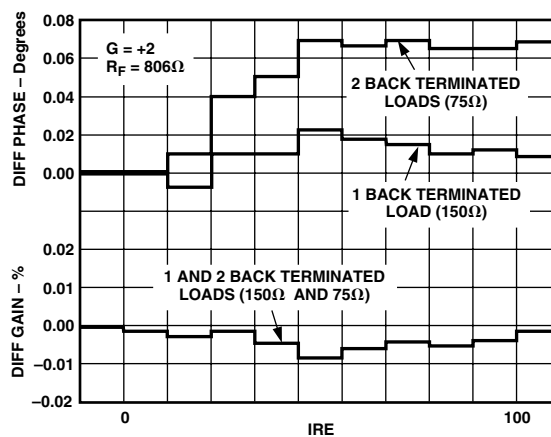 DIFF PHASE – Degrees
0.08
0.06
0.04
0.02
0.00
G = +2
RF = 806Ω
2 BACK TERMINATED
LOADS (75Ω)
1 BACK TERMINATED
LOAD (150Ω)
DIFF GAIN – %
0.02
0.01
0.00
–0.01
–0.02
1 AND 2 BACK TERMINATED
LOADS (150Ω AND 75Ω)
0
IRE
100